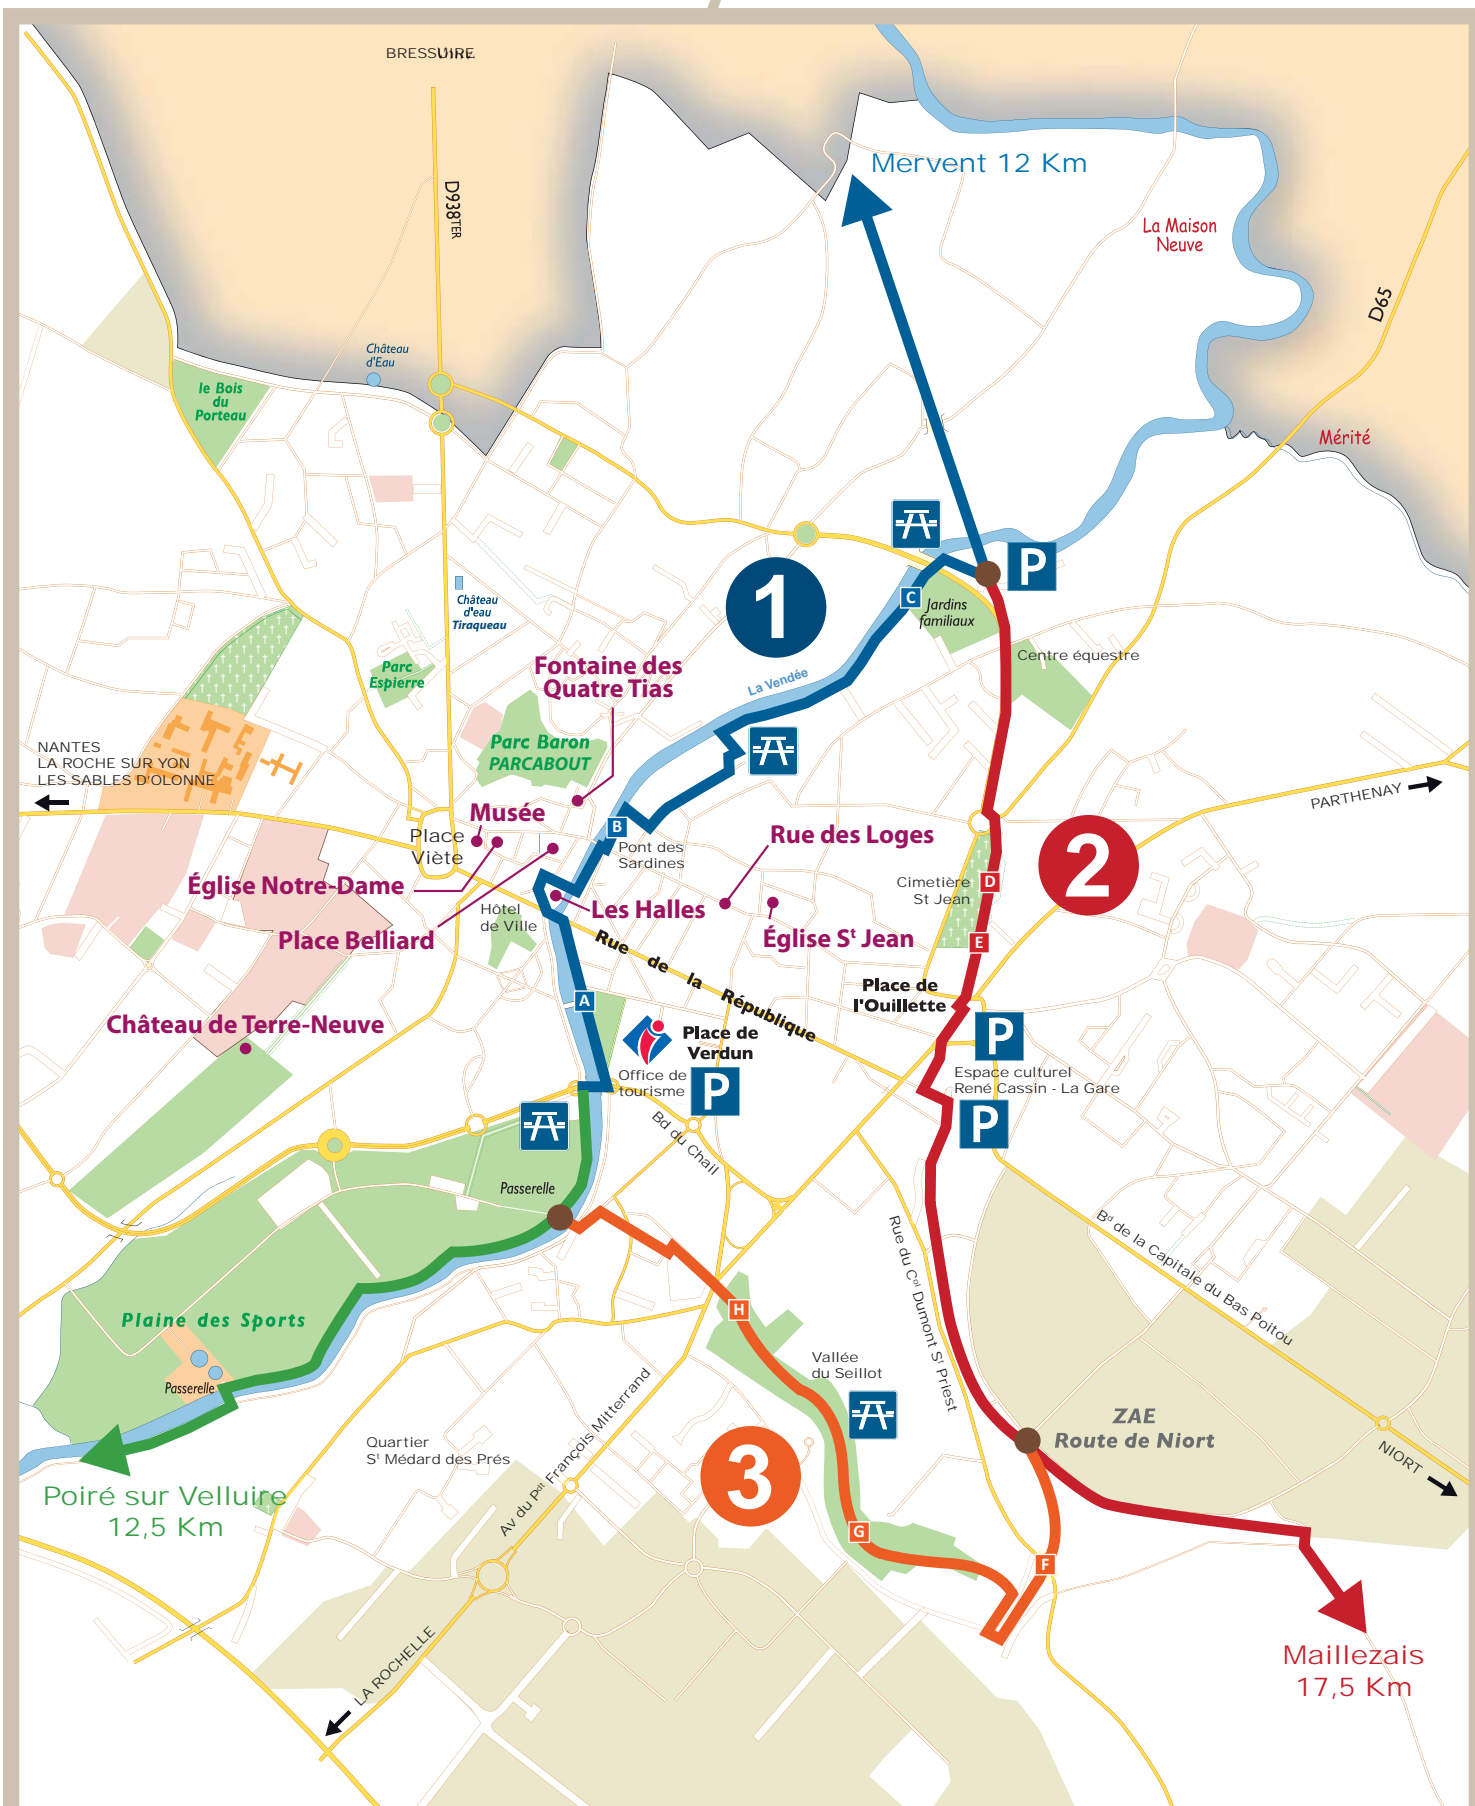 BRESSUIRE
D938TER
Mervent 12 Km
La Maison
Neuve
D65
Château
d'Eau
le Bois
du
Porteau
Mérité
P
1
C
Jardins
familiaux
Château
d'eau
Tiraqueau
Centre équestre
Parc
Espierre
Fontaine des
Quatre Tias
La Vendée
Parc Baron
PARCABOUT
NANTES
LA ROCHE SUR YON
LES SABLES D'OLONNE
PARTHENAY
Musée
Place
Viète
B
Pont des
Sardines
Rue des Loges
2
Église Notre-Dame
Cimetière
St Jean
D
Les Halles
Hôtel
de Ville
Place Belliard
Église St Jean
E
Rue de la République
Place de
l'Ouillette
A
Château de Terre-Neuve
Place de
Verdun
P
Office de
tourisme
P
Espace culturel
René Cassin - La Gare
P
Bd du Chail
Passerelle
Rue du Col Dumont St Priest
Bd de la Capitale du Bas Poitou
H
Plaine des Sports
Passerelle
Vallée
du Seillot
Av du Pdt François Mitterrand
ZAE
Route de Niort
Quartier
St Médard des Prés
NIORT
3
Poiré sur Velluire
12,5 Km
G
F
LA ROCHELLE
Maillezais
17,5 Km